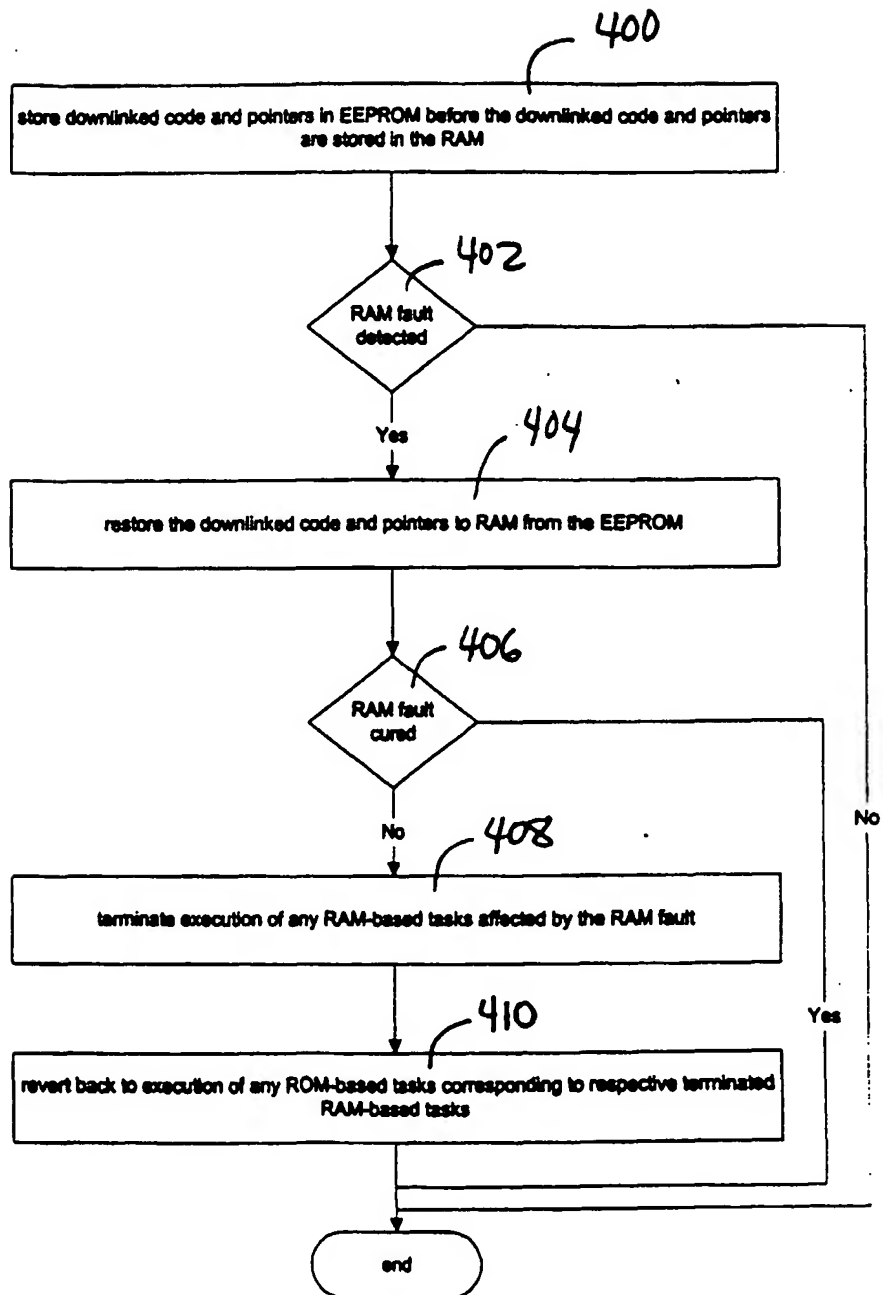 400
store downlinked code and pointers in EEPROM before the downlinked code and pointers
are stored in the RAM
402
RAM fault
detected
Yes
404
restore the downlinked code and pointers to RAM from the EEPROM
406
RAM fault
cured
No
No
408
terminate execution of any RAM-based tasks affected by the RAM fault
Yes
410
revert back to execution of any ROM-based tasks corresponding to respective terminated
RAM-based tasks
end